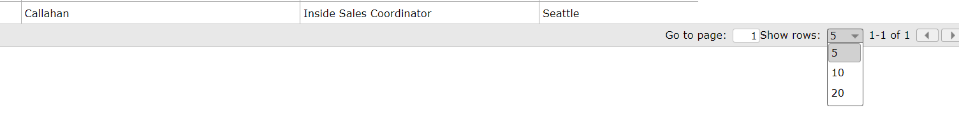 Callahan Inside Sales Coordinator Seattle
Go to page: 1 Show rows: 5 1-1 of 1
5
10
20